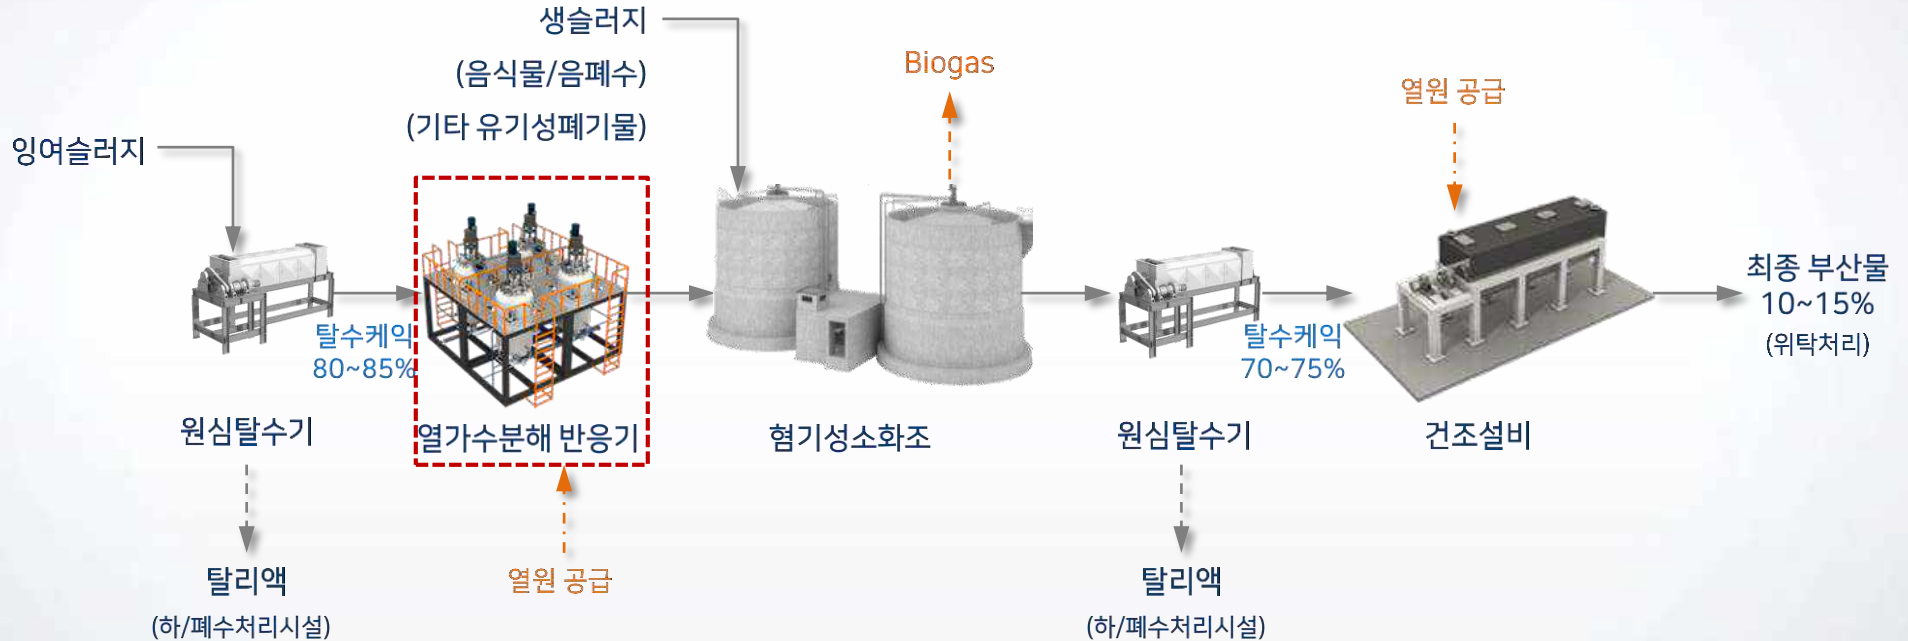 생슬러지
(음식물/음폐수)
(기타 유기성폐기물)
Biogas
열원 공급
잉여슬러지
탈수케익
80~85%
탈수케익
70~75%
최종 부산물
10~15%
(위탁처리)
원심탈수기
열가수분해 반응기
혐기성소화조
원심탈수기
건조설비
탈리액
(하/폐수처리시설)
열원 공급
탈리액
(하/폐수처리시설)